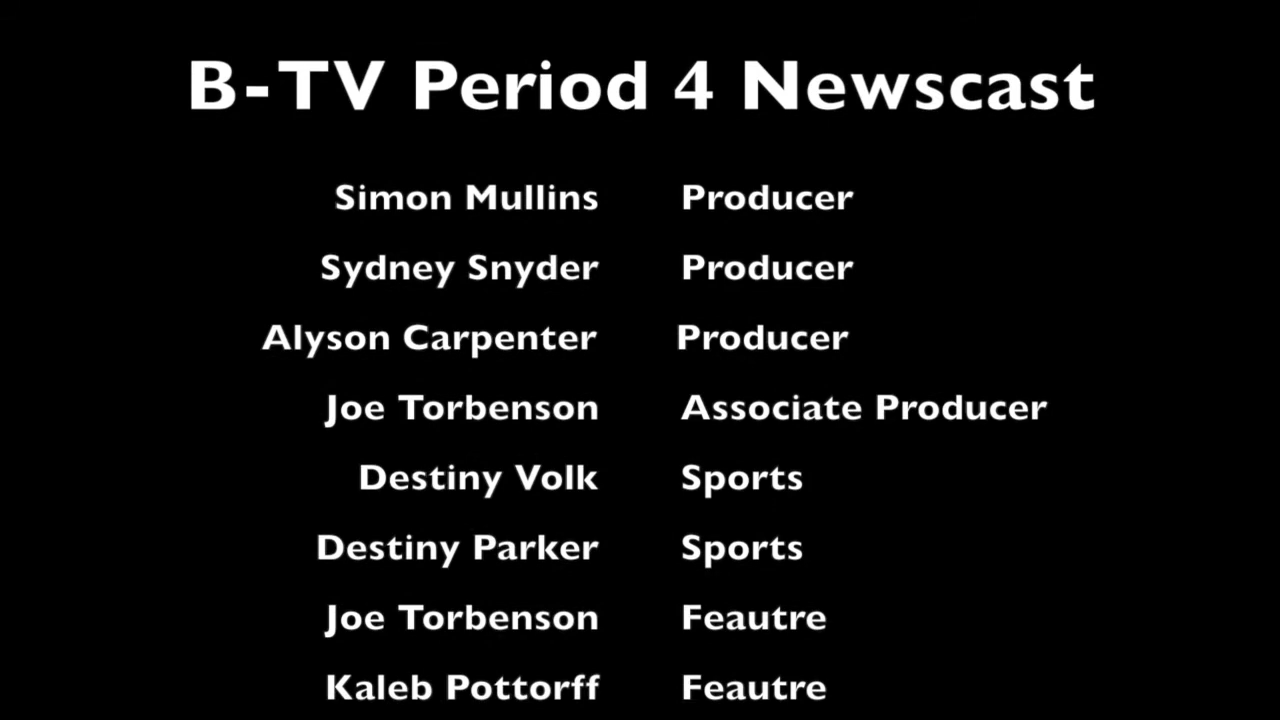 B-TV Period 4 Newscast
Simon Mullins Producer
Sydney Snyder Producer
Alyson Carpenter Producer
Joe Torbenson Associate Producer
Destiny Volk Sports
Destiny Parker Sports
Joe Torbenson Feautre
Kaleb Pottorff Feautre